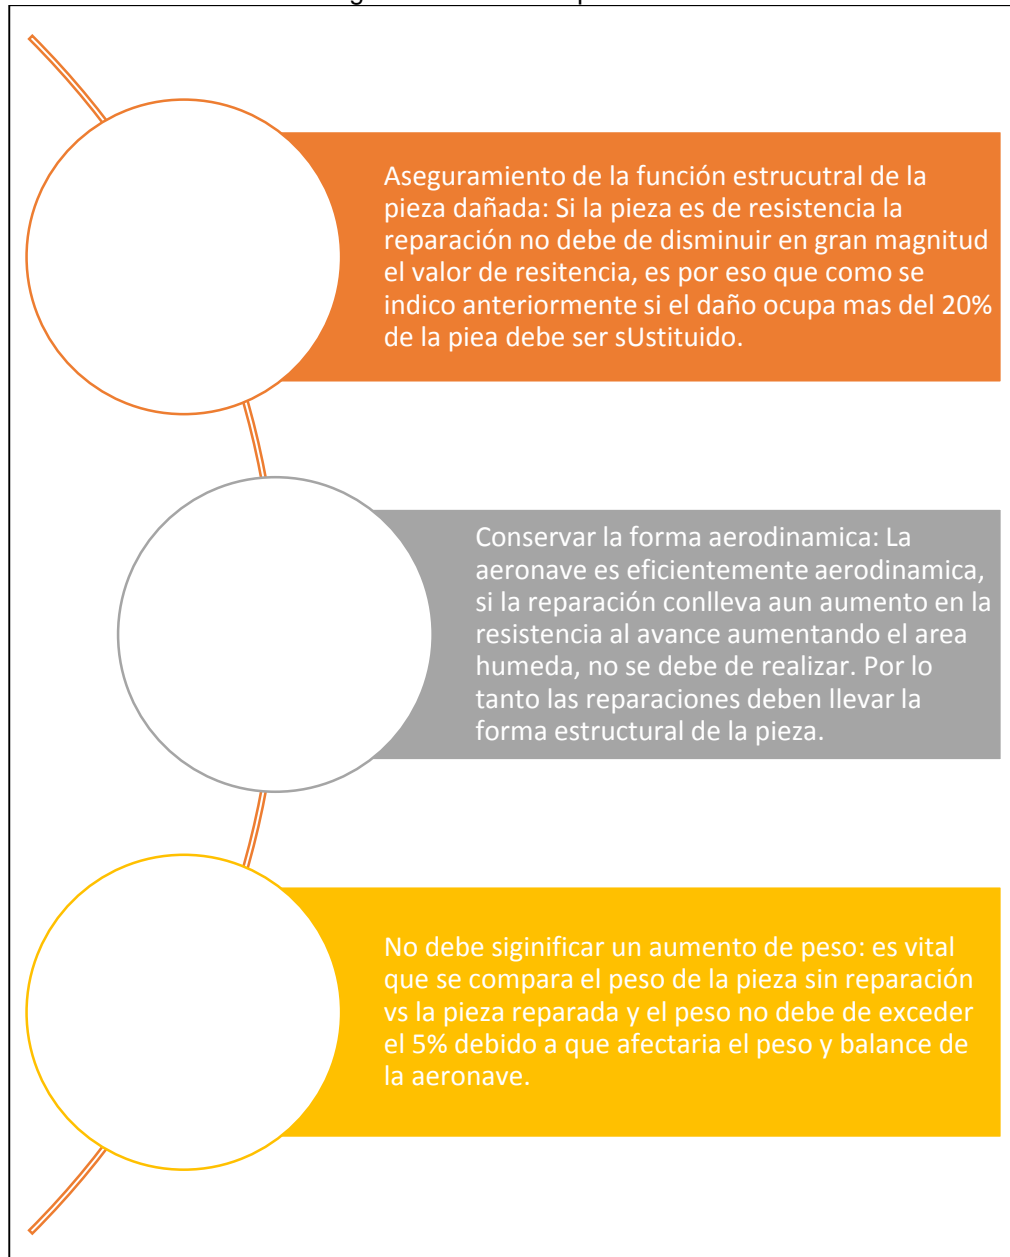 Aseguramiento de la función estrucutral de la
pieza dañada: Si la pieza es de resistencia la
reparación no debe de disminuir en gran magnitud
el valor de resitencia, es por eso que como se
indico anteriormente si el daño ocupa mas del 20%
de la piea debe ser sUstituido.
Conservar la forma aerodinamica: La
aeronave es eficientemente aerodinamica,
si la reparación conlleva aun aumento en la
resistencia al avance aumentando el area
humeda, no se debe de realizar. Por lo
tanto las reparaciones deben llevar la
forma estructural de la pieza.
No debe siginificar un aumento de peso: es vital
que se compara el peso de la pieza sin reparación
vs la pieza reparada y el peso no debe de exceder
el 5% debido a que afectaria el peso y balance de
la aeronave.